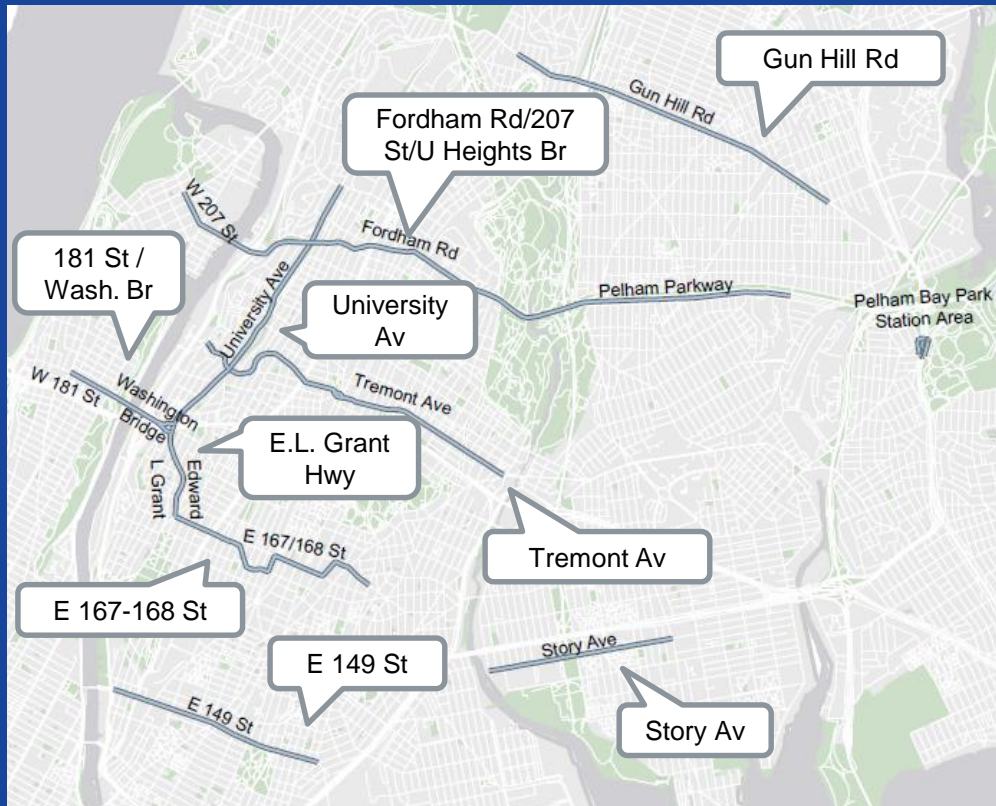 Gun Hill Rd
Gun Hill Rd
Fordham Rd/207
St/U Heights Br
W 207 St
Fordham Rd
181 St /
Wash. Br
University Ave
University
Av
Pelham Parkway
Pelham Bay Park
Station Area
Washington
Bridge
W 181 St
Tremont Ave
E.L. Grant
Hwy
Edward
L Grant
E 167/168 St
Tremont Av
E 167-168 St
Story Ave
E 149 St
E 149 St
Story Av